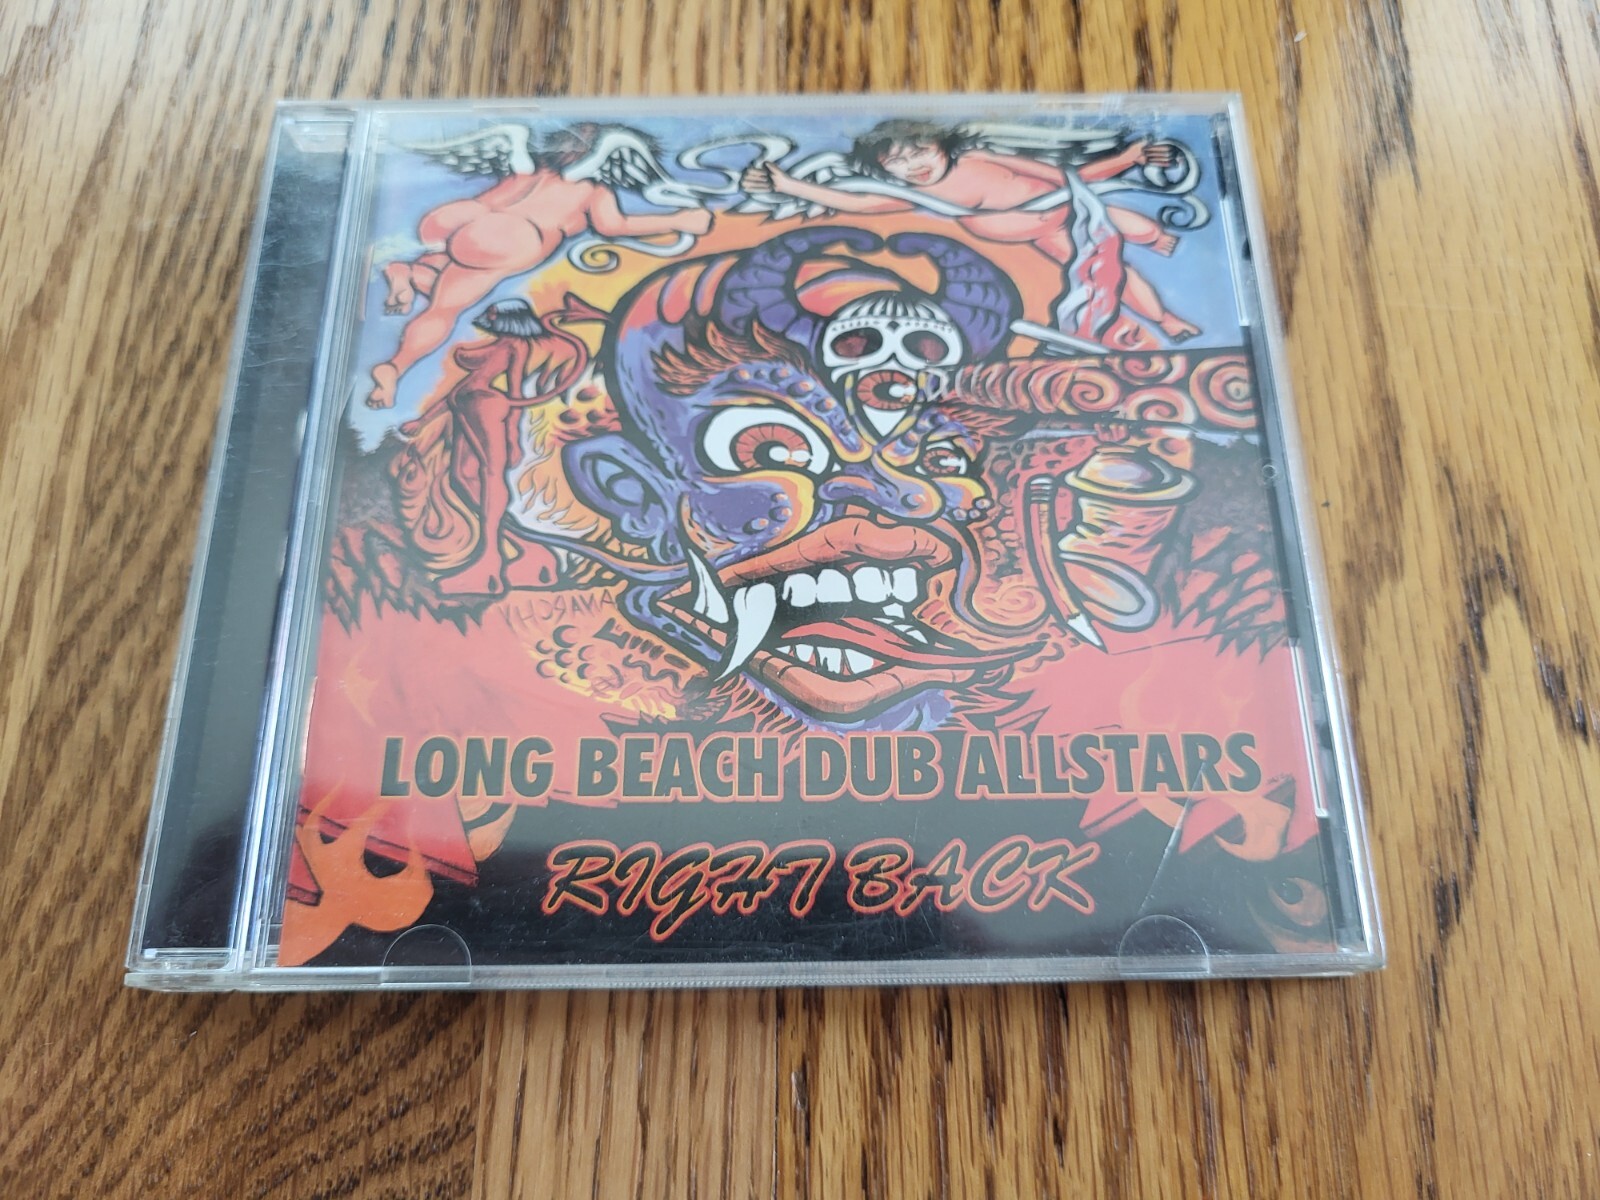 LONG BEACH DUB ALLSTARS
RIGHT BACK